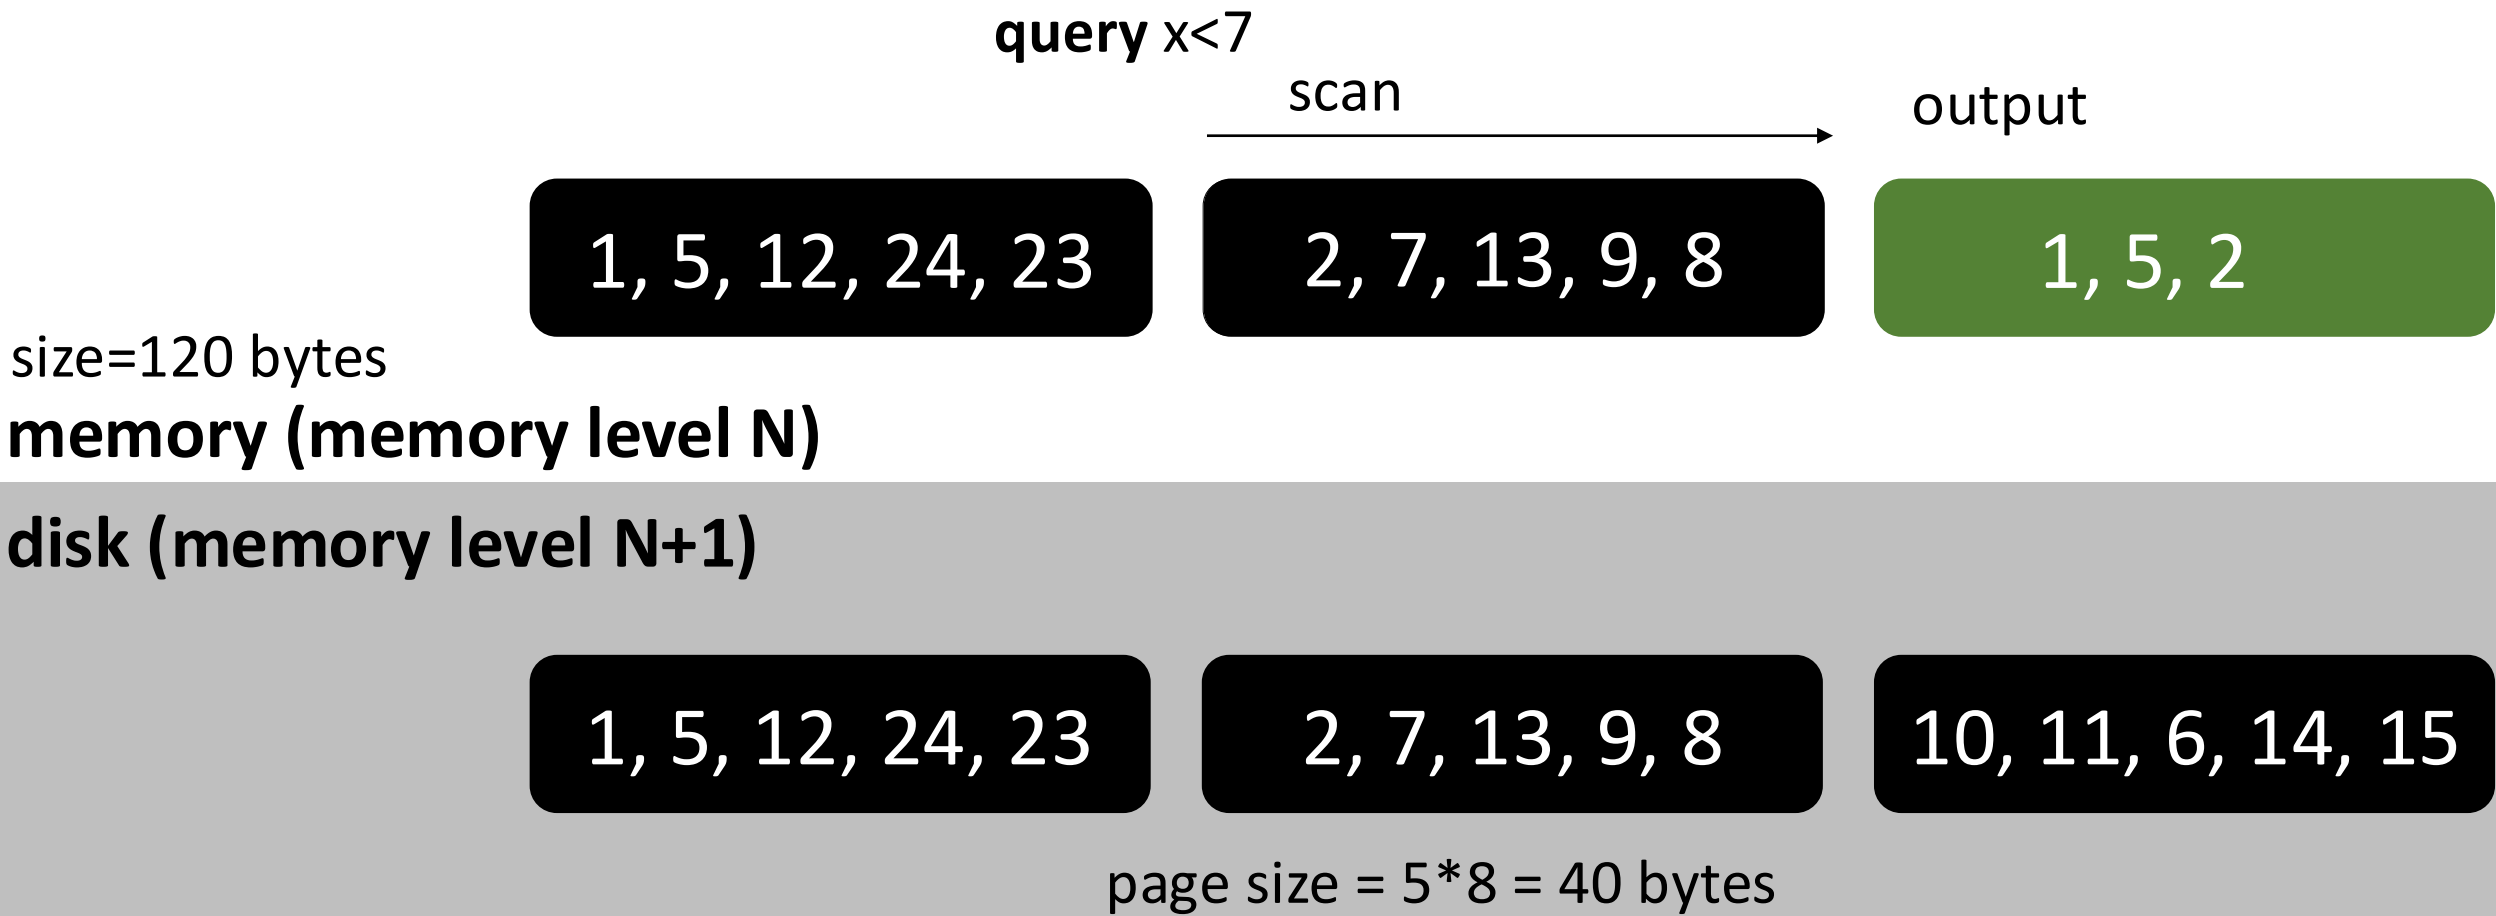 query x<7
scan
output
1, 5, 12, 24, 23
2, 7, 13, 9, 8
1, 5, 2
size=120 bytes
memory (memory level N)
disk (memory level N+1)
1, 5, 12, 24, 23
2, 7, 13, 9, 8
10, 11, 6, 14, 15
page size = 5*8 = 40 bytes